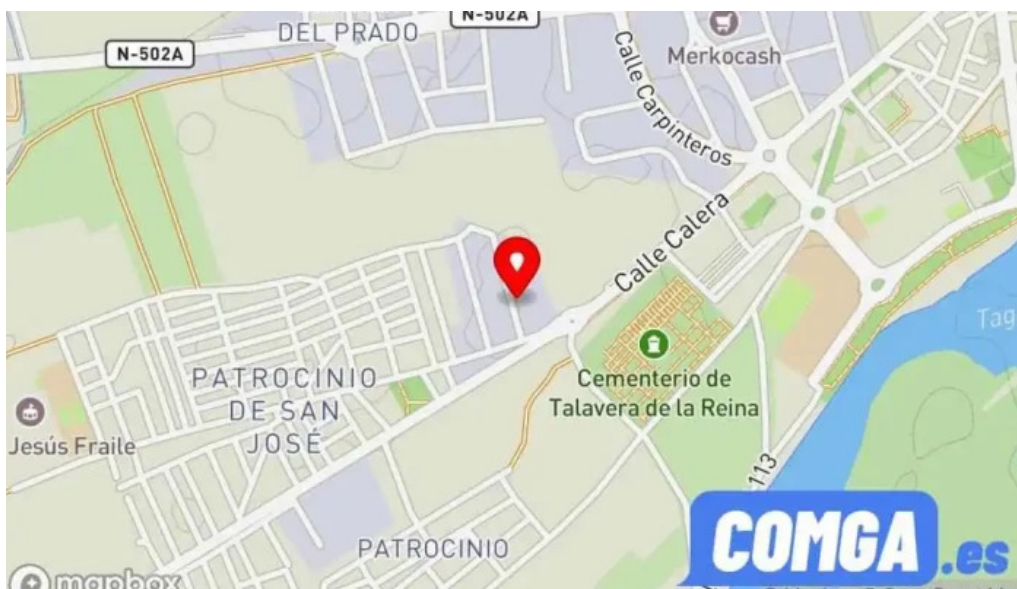 N-502A
DEL PRADO
N-502A
Merkocash
Calle Carpinteros
Calle Calera
Tag
Cementerio de
Talavera de la Reina
PATROCINIO
DE SAN
JOSÉ
Jesús Fraile
113
PATROCINIO
COMGA.es
mapbox